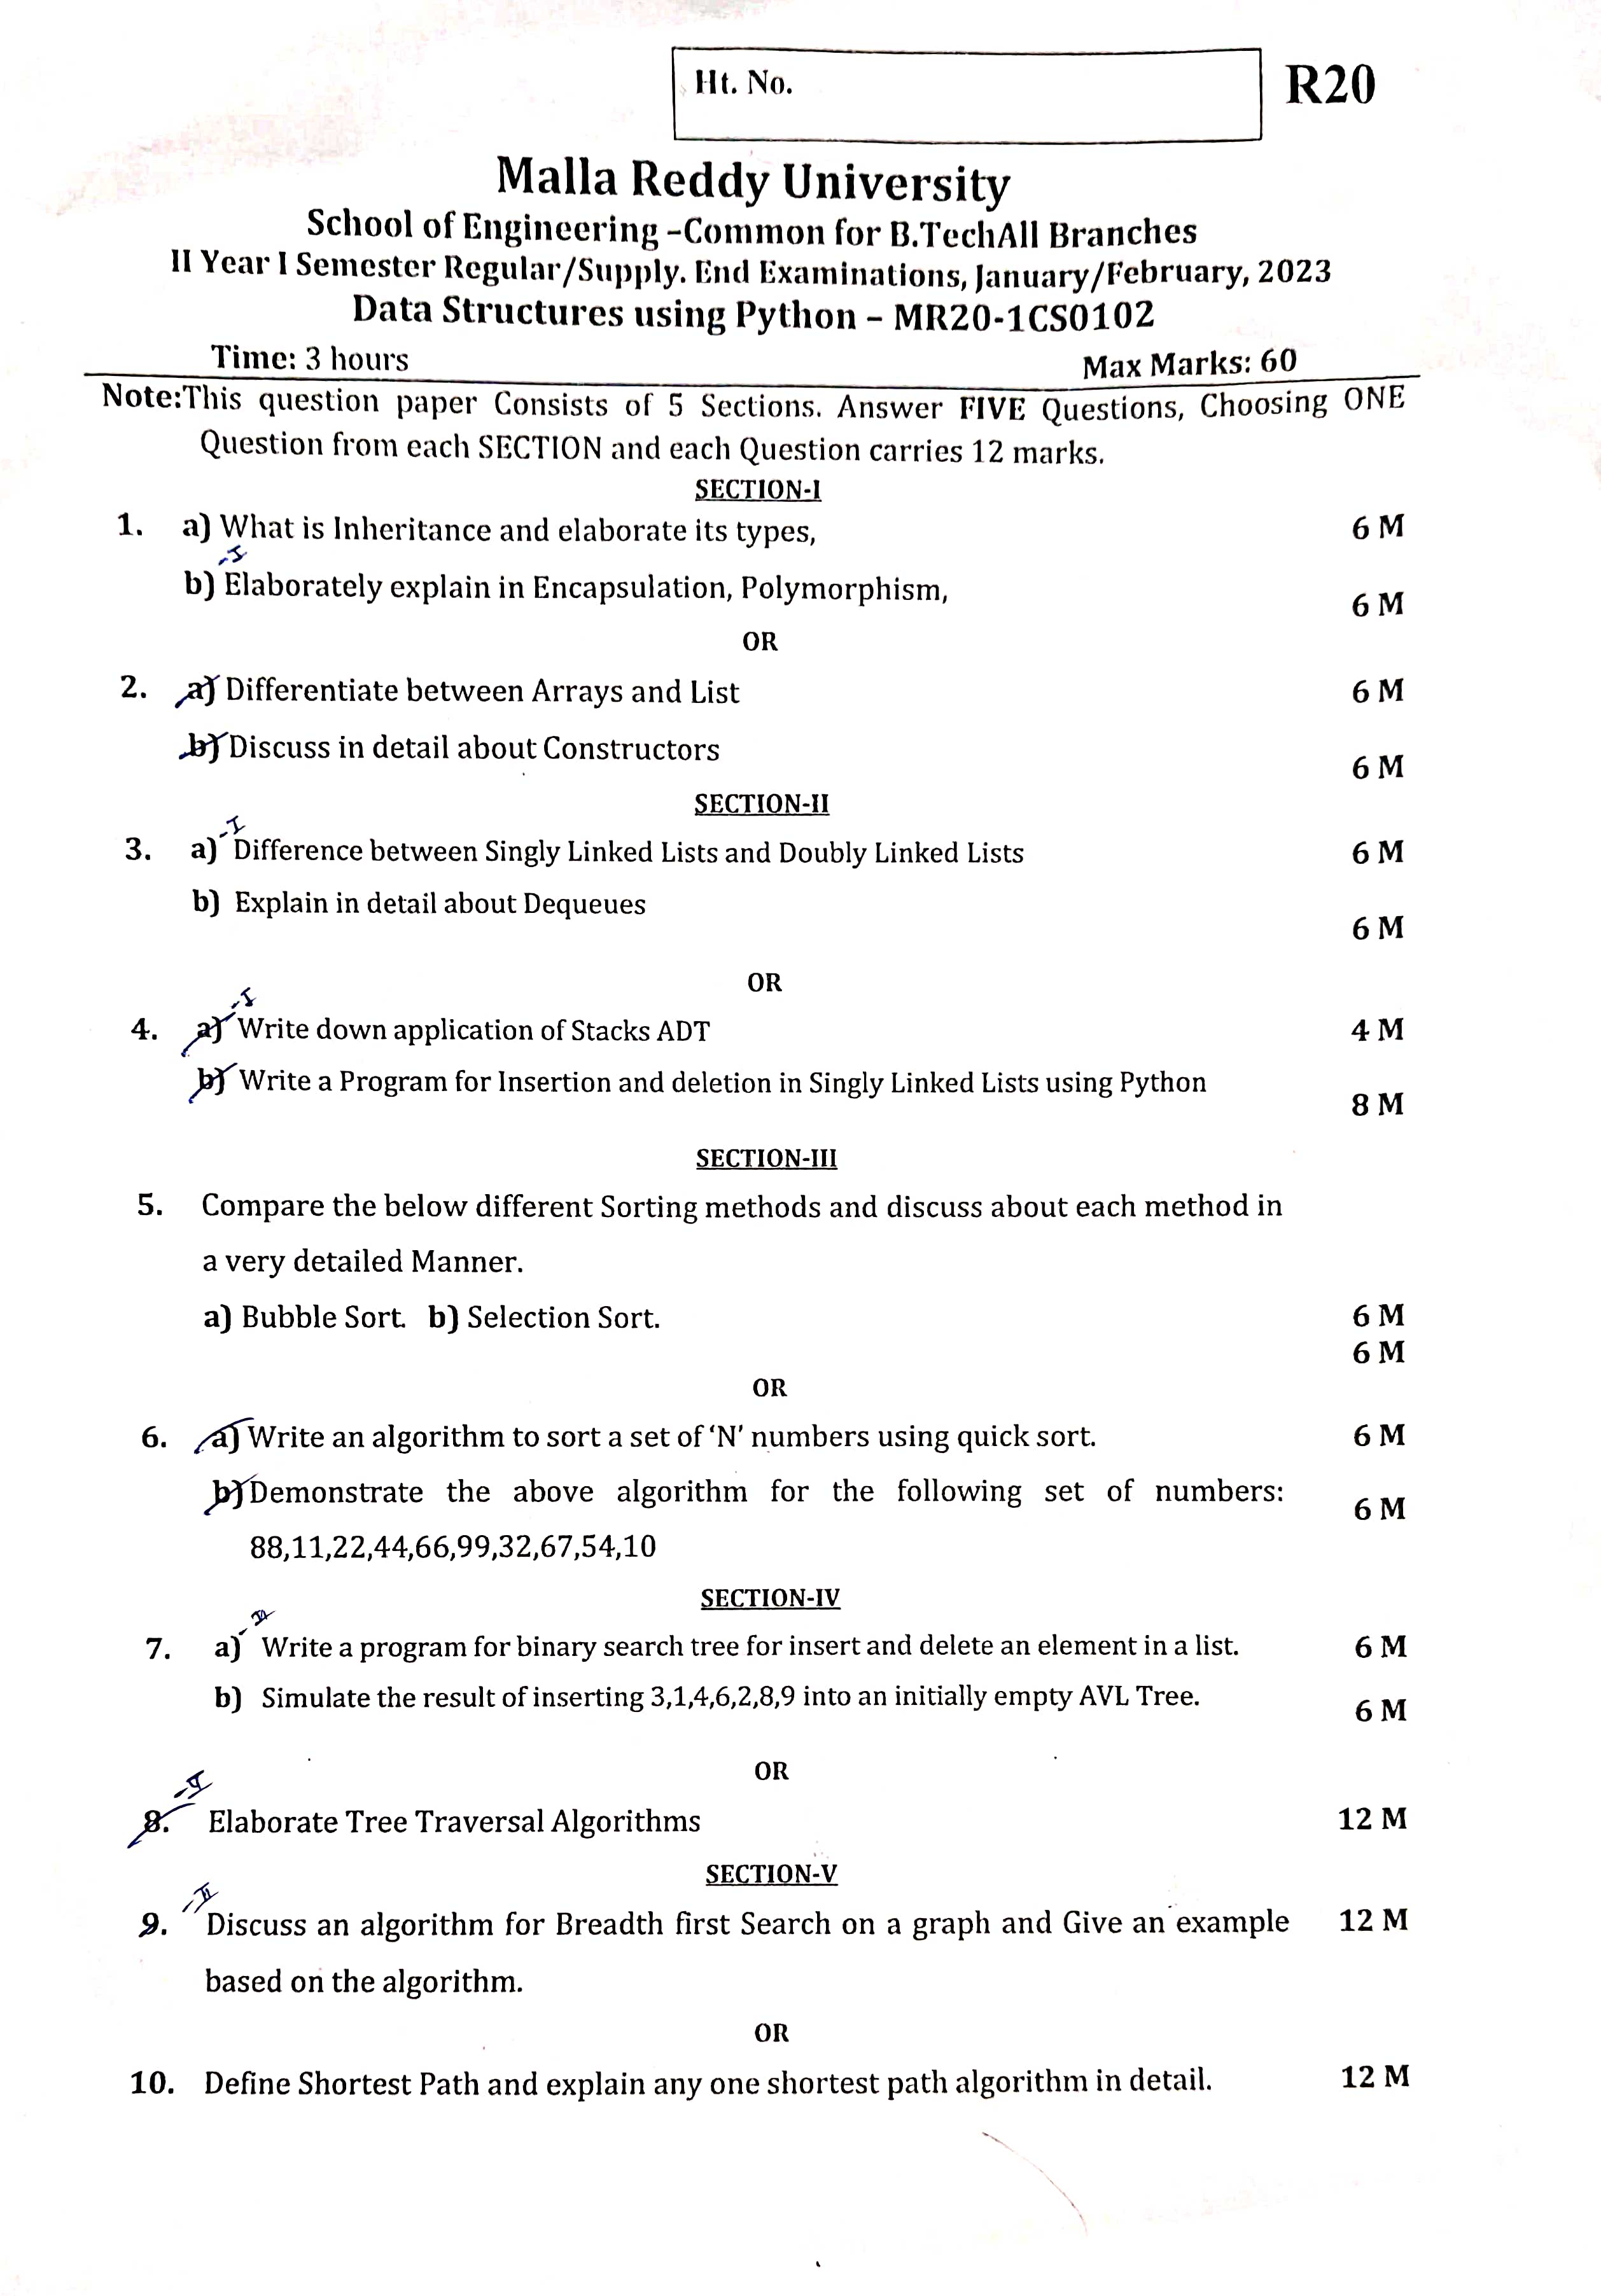 Ht. No.
R20
Malla Reddy University
School of Engineering –Common for B.TechAll Branches
II Year I Semester Regular/Supply. End Examinations, January/February, 2023
Data Structures using Python – MR20-1CS0102
Time: 3 hours Max Marks: 60
Note:This question paper Consists of 5 Sections. Answer FIVE Questions, Choosing ONE
Question from each SECTION and each Question carries 12 marks.
SECTION-I
1. a) What is Inheritance and elaborate its types, 6 M
-I
b) Elaborately explain in Encapsulation, Polymorphism, 6 M
OR
2. a) Differentiate between Arrays and List 6 M
b) Discuss in detail about Constructors 6 M
SECTION-II
-I
3. a) Difference between Singly Linked Lists and Doubly Linked Lists 6 M
b) Explain in detail about Dequeues 6 M
OR
-I
4. a) Write down application of Stacks ADT 4 M
b) Write a Program for Insertion and deletion in Singly Linked Lists using Python 8 M
SECTION-III
5. Compare the below different Sorting methods and discuss about each method in
a very detailed Manner.
a) Bubble Sort. b) Selection Sort. 6 M
6 M
OR
6. a) Write an algorithm to sort a set of ‘N’ numbers using quick sort. 6 M
b) Demonstrate the above algorithm for the following set of numbers: 6 M
88,11,22,44,66,99,32,67,54,10
SECTION-IV
7. a) Write a program for binary search tree for insert and delete an element in a list. 6 M
b) Simulate the result of inserting 3,1,4,6,2,8,9 into an initially empty AVL Tree. 6 M
OR
8. Elaborate Tree Traversal Algorithms 12 M
SECTION-V
-II
9. Discuss an algorithm for Breadth first Search on a graph and Give an example 12 M
based on the algorithm.
OR
10. Define Shortest Path and explain any one shortest path algorithm in detail. 12 M